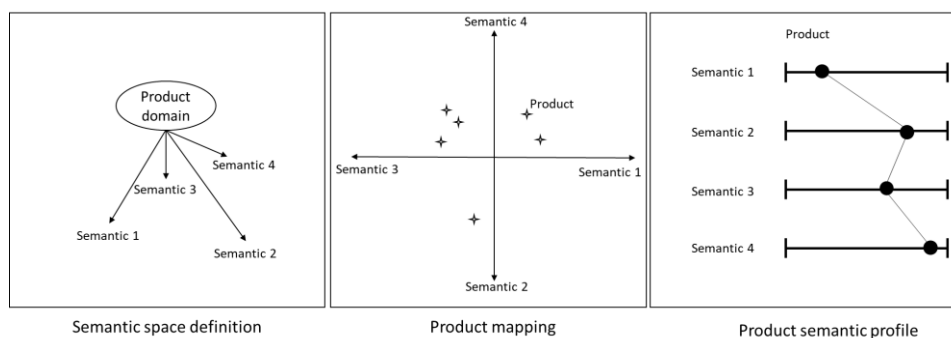 Product
domain
Semantic 4
Semantic 3
Semantic 1
Semantic 2
Semantic space definition
Semantic 4
Product
Semantic 3
Semantic 1
Semantic 2
Product mapping
Product
Semantic 1
Semantic 2
Semantic 3
Semantic 4
Product semantic profile